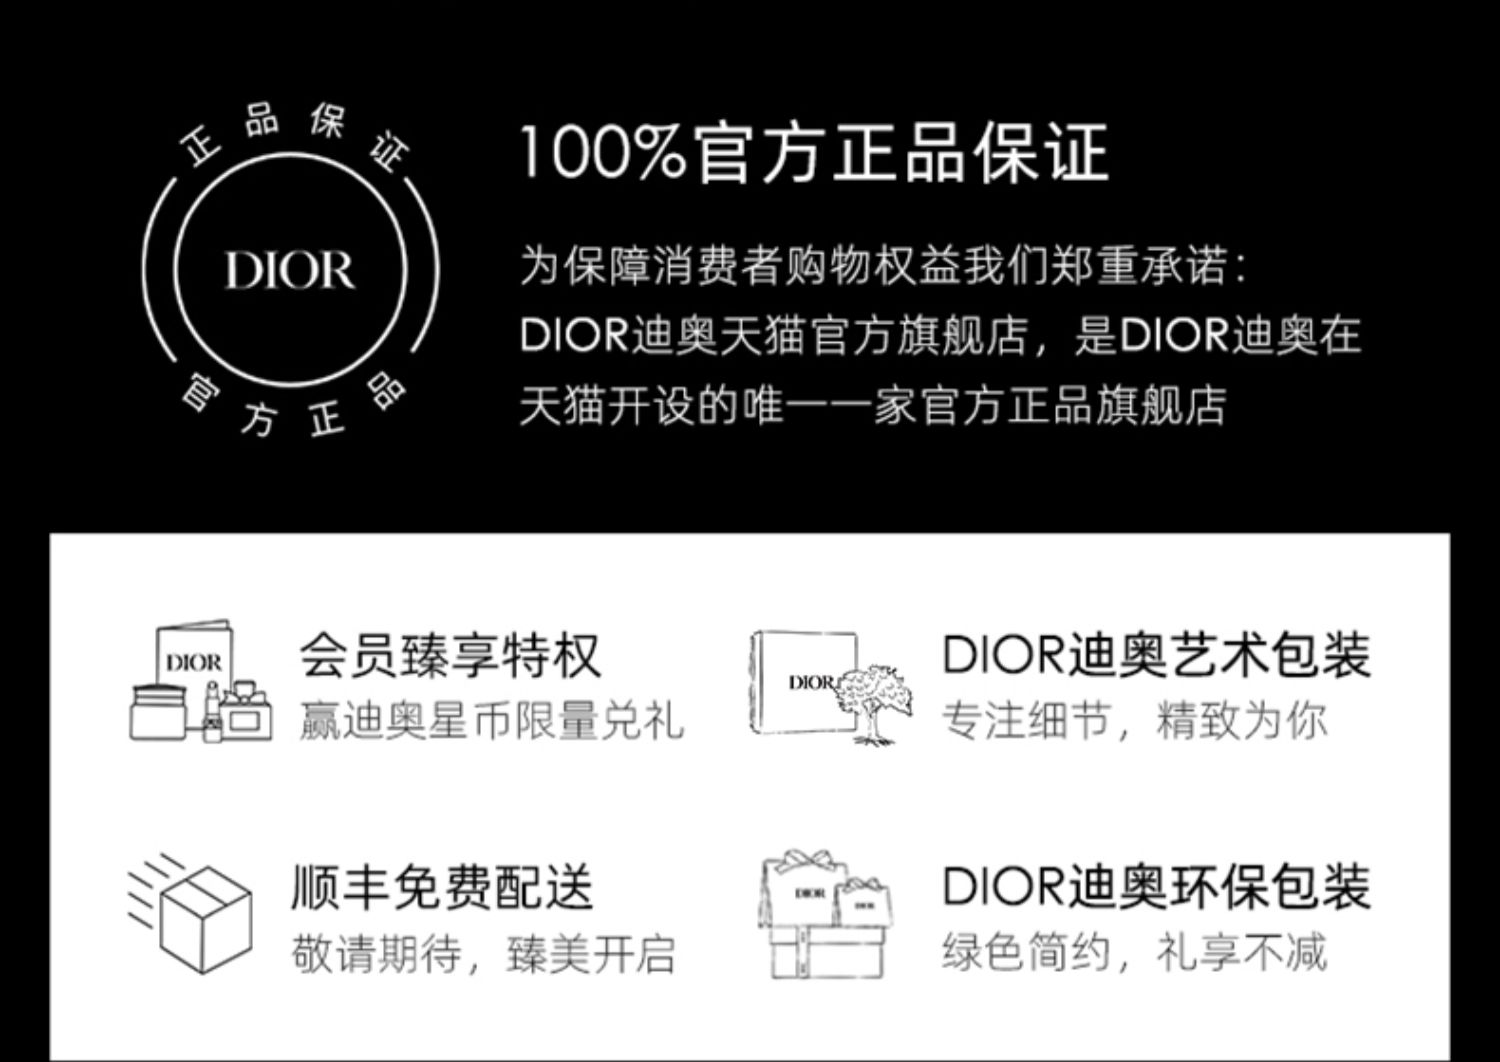 正品保证
DIOR
官方正品
100%官方正品保证
为保障消费者购物权益我们郑重承诺：
DIOR迪奥天猫官方旗舰店，是DIOR迪奥在
天猫开设的唯一一家官方正品旗舰店
DIOR
会员臻享特权
赢迪奥星币限量兑礼
DIOR
DIOR迪奥艺术包装
专注细节，精致为你
顺丰免费配送
敬请期待，臻美开启
DIOR
DIOR
DIOR迪奥环保包装
绿色简约，礼享不减